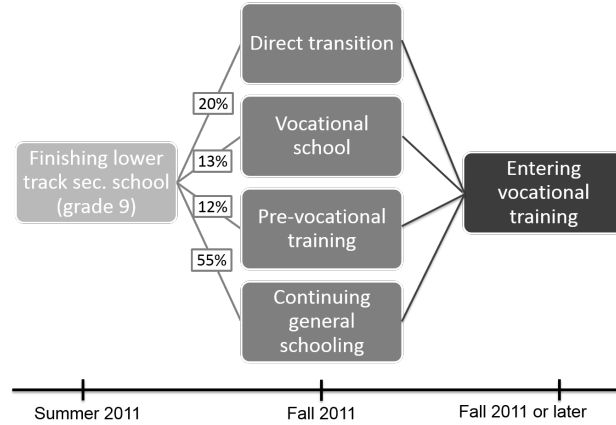 Direct transition
20%
Vocational
school
13%
Finishing lower
track sec. school
(grade 9)
Entering
vocational
training
12%
Pre-vocational
training
55%
Continuing
general
schooling
Summer 2011
Fall 2011
Fall 2011 or later